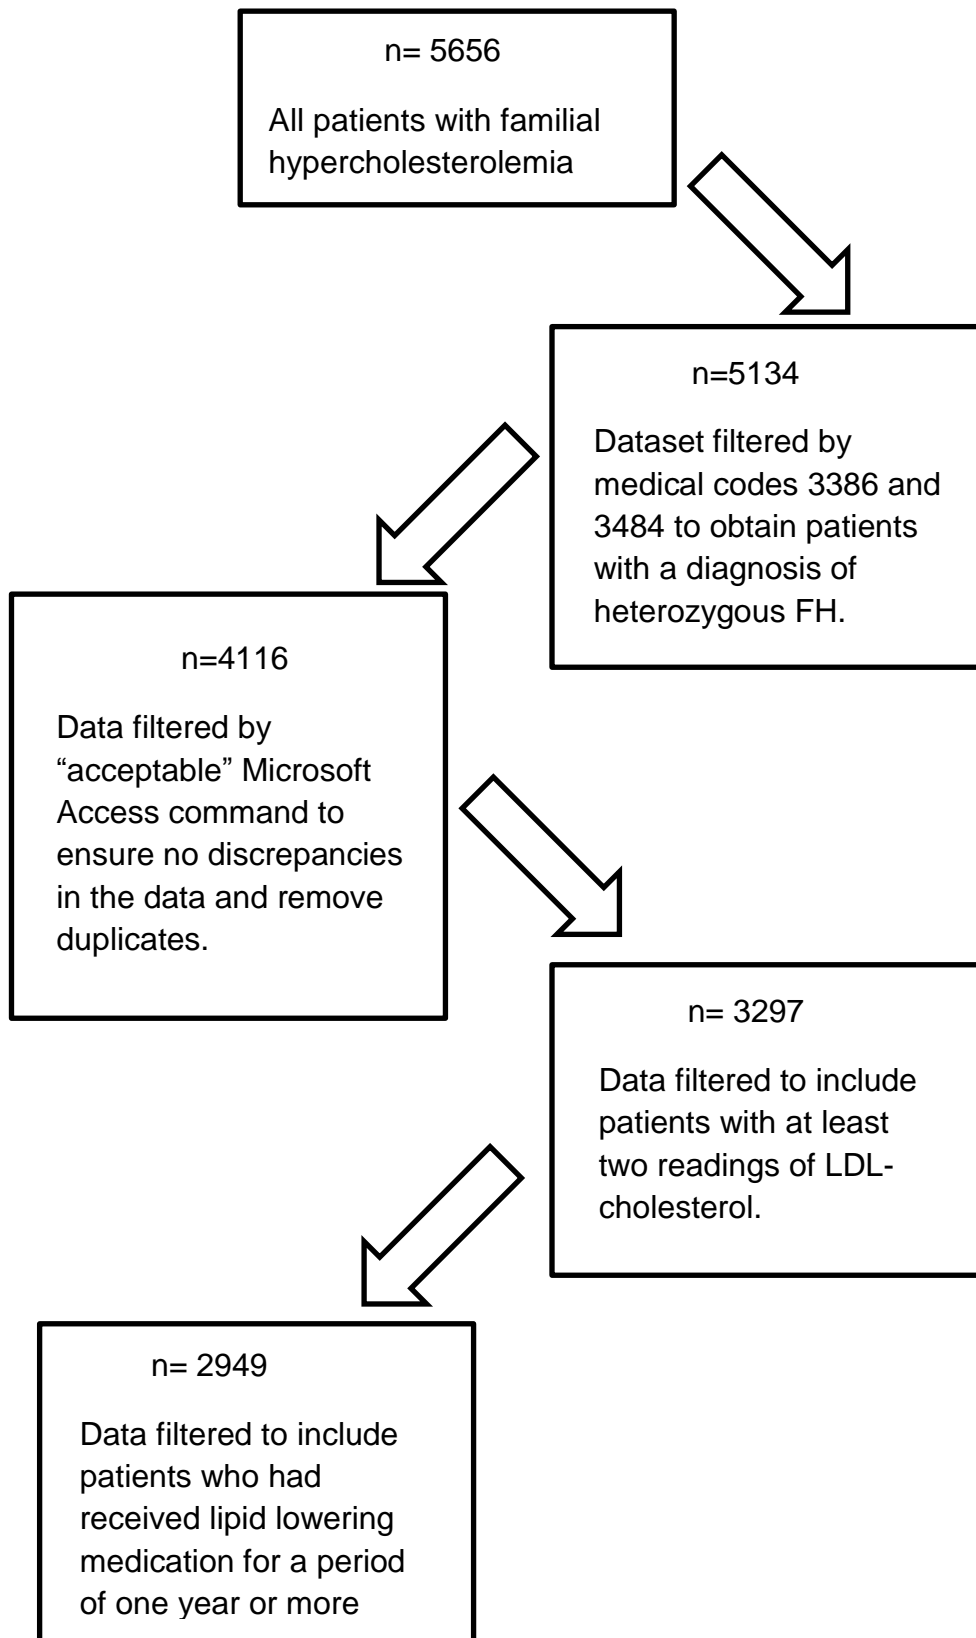 n= 5656
All patients with familial
hypercholesterolemia
n=5134
Dataset filtered by
medical codes 3386 and
3484 to obtain patients
with a diagnosis of
heterozygous FH.
n=4116
Data filtered by
“acceptable” Microsoft
Access command to
ensure no discrepancies
in the data and remove
duplicates.
n= 3297
Data filtered to include
patients with at least
two readings of LDL-
cholesterol.
n= 2949
Data filtered to include
patients who had
received lipid lowering
medication for a period
of one year or more